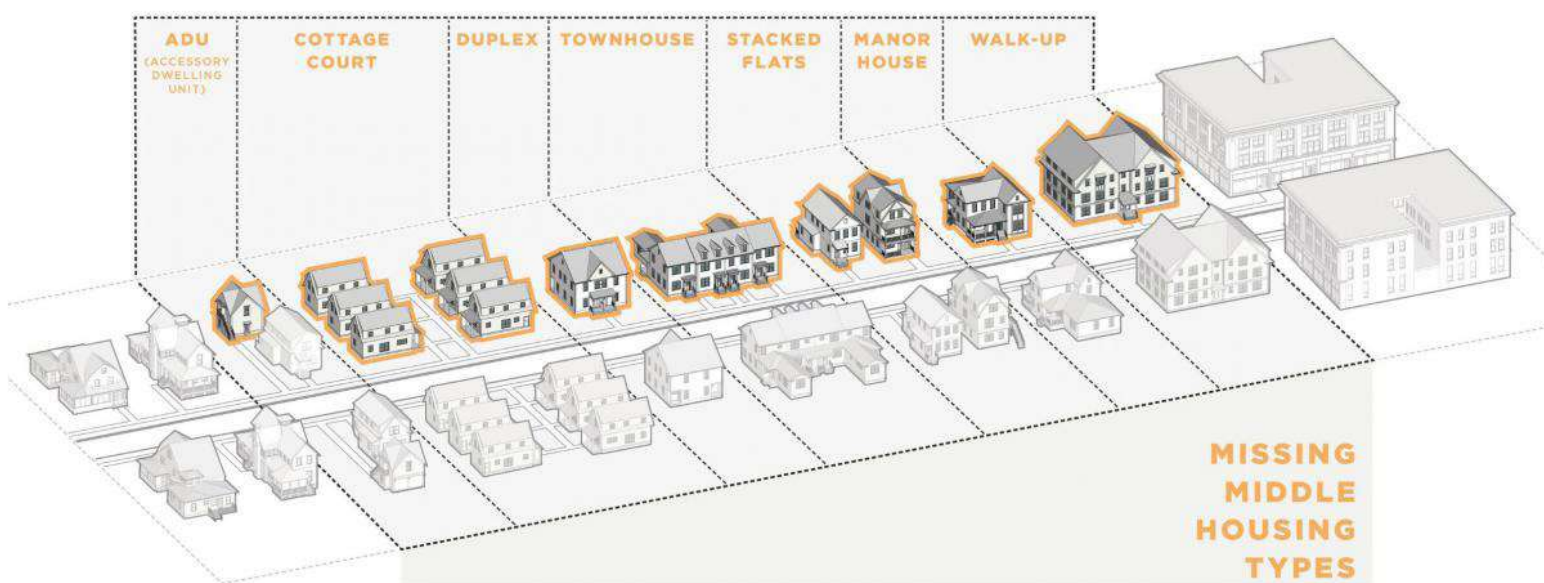 ADU
(ACCESSORY
DWELLING
UNIT)
COTTAGE
COURT
DUPLEX
TOWNHOUSE
STACKED
FLATS
MANOR
HOUSE
WALK-UP
MISSING
MIDDLE
HOUSING
TYPES